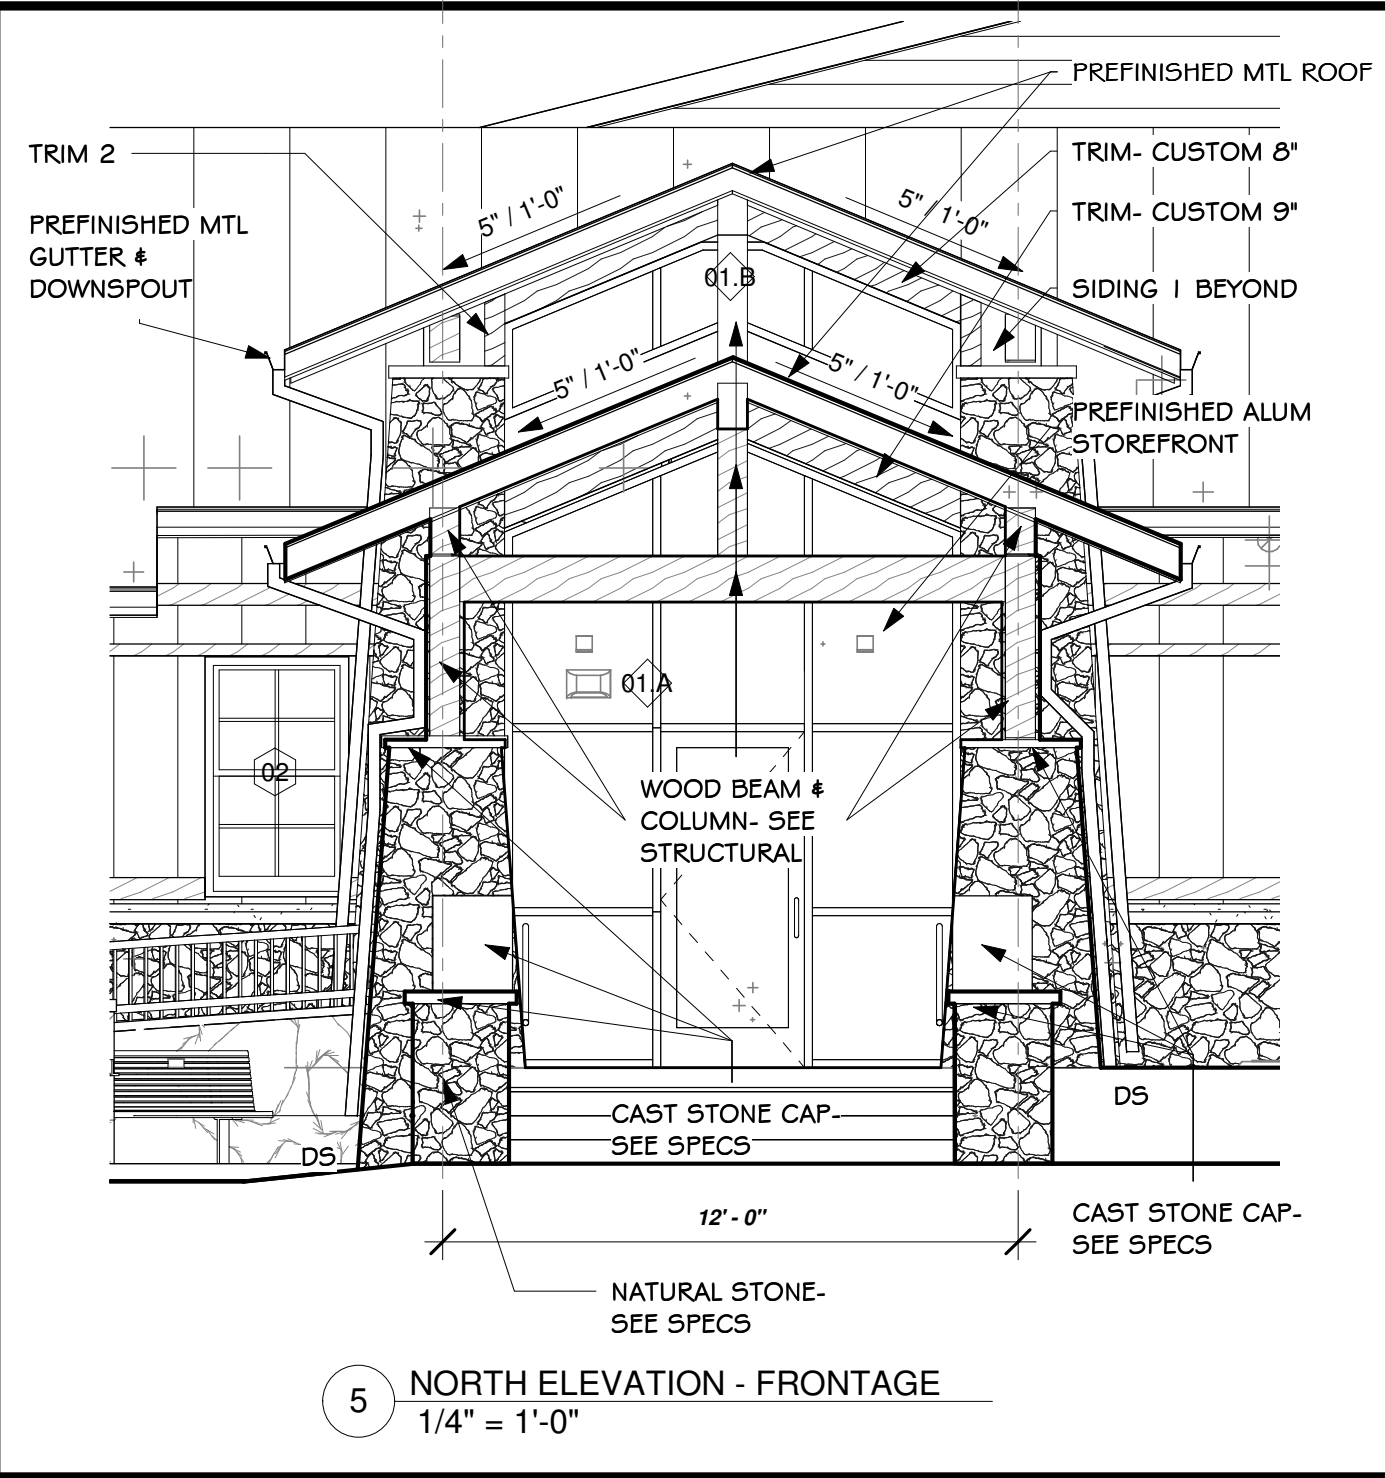 PREFINISHED MTL ROOF
TRIM 2
TRIM- CUSTOM 8"
PREFINISHED MTL
GUTTER &
DOWNSPOUT
5" / 1'-0"
5" / 1'-0"
TRIM- CUSTOM 9"
01.B
SIDING 1 BEYOND
5" / 1'-0"
5" / 1'-0"
PREFINISHED ALUM
STOREFRONT
01.A
02
WOOD BEAM &
COLUMN- SEE
STRUCTURAL
DS
CAST STONE CAP-
SEE SPECS
DS
12' - 0"
CAST STONE CAP-
SEE SPECS
NATURAL STONE-
SEE SPECS
5
NORTH ELEVATION - FRONTAGE
1/4" = 1'-0"